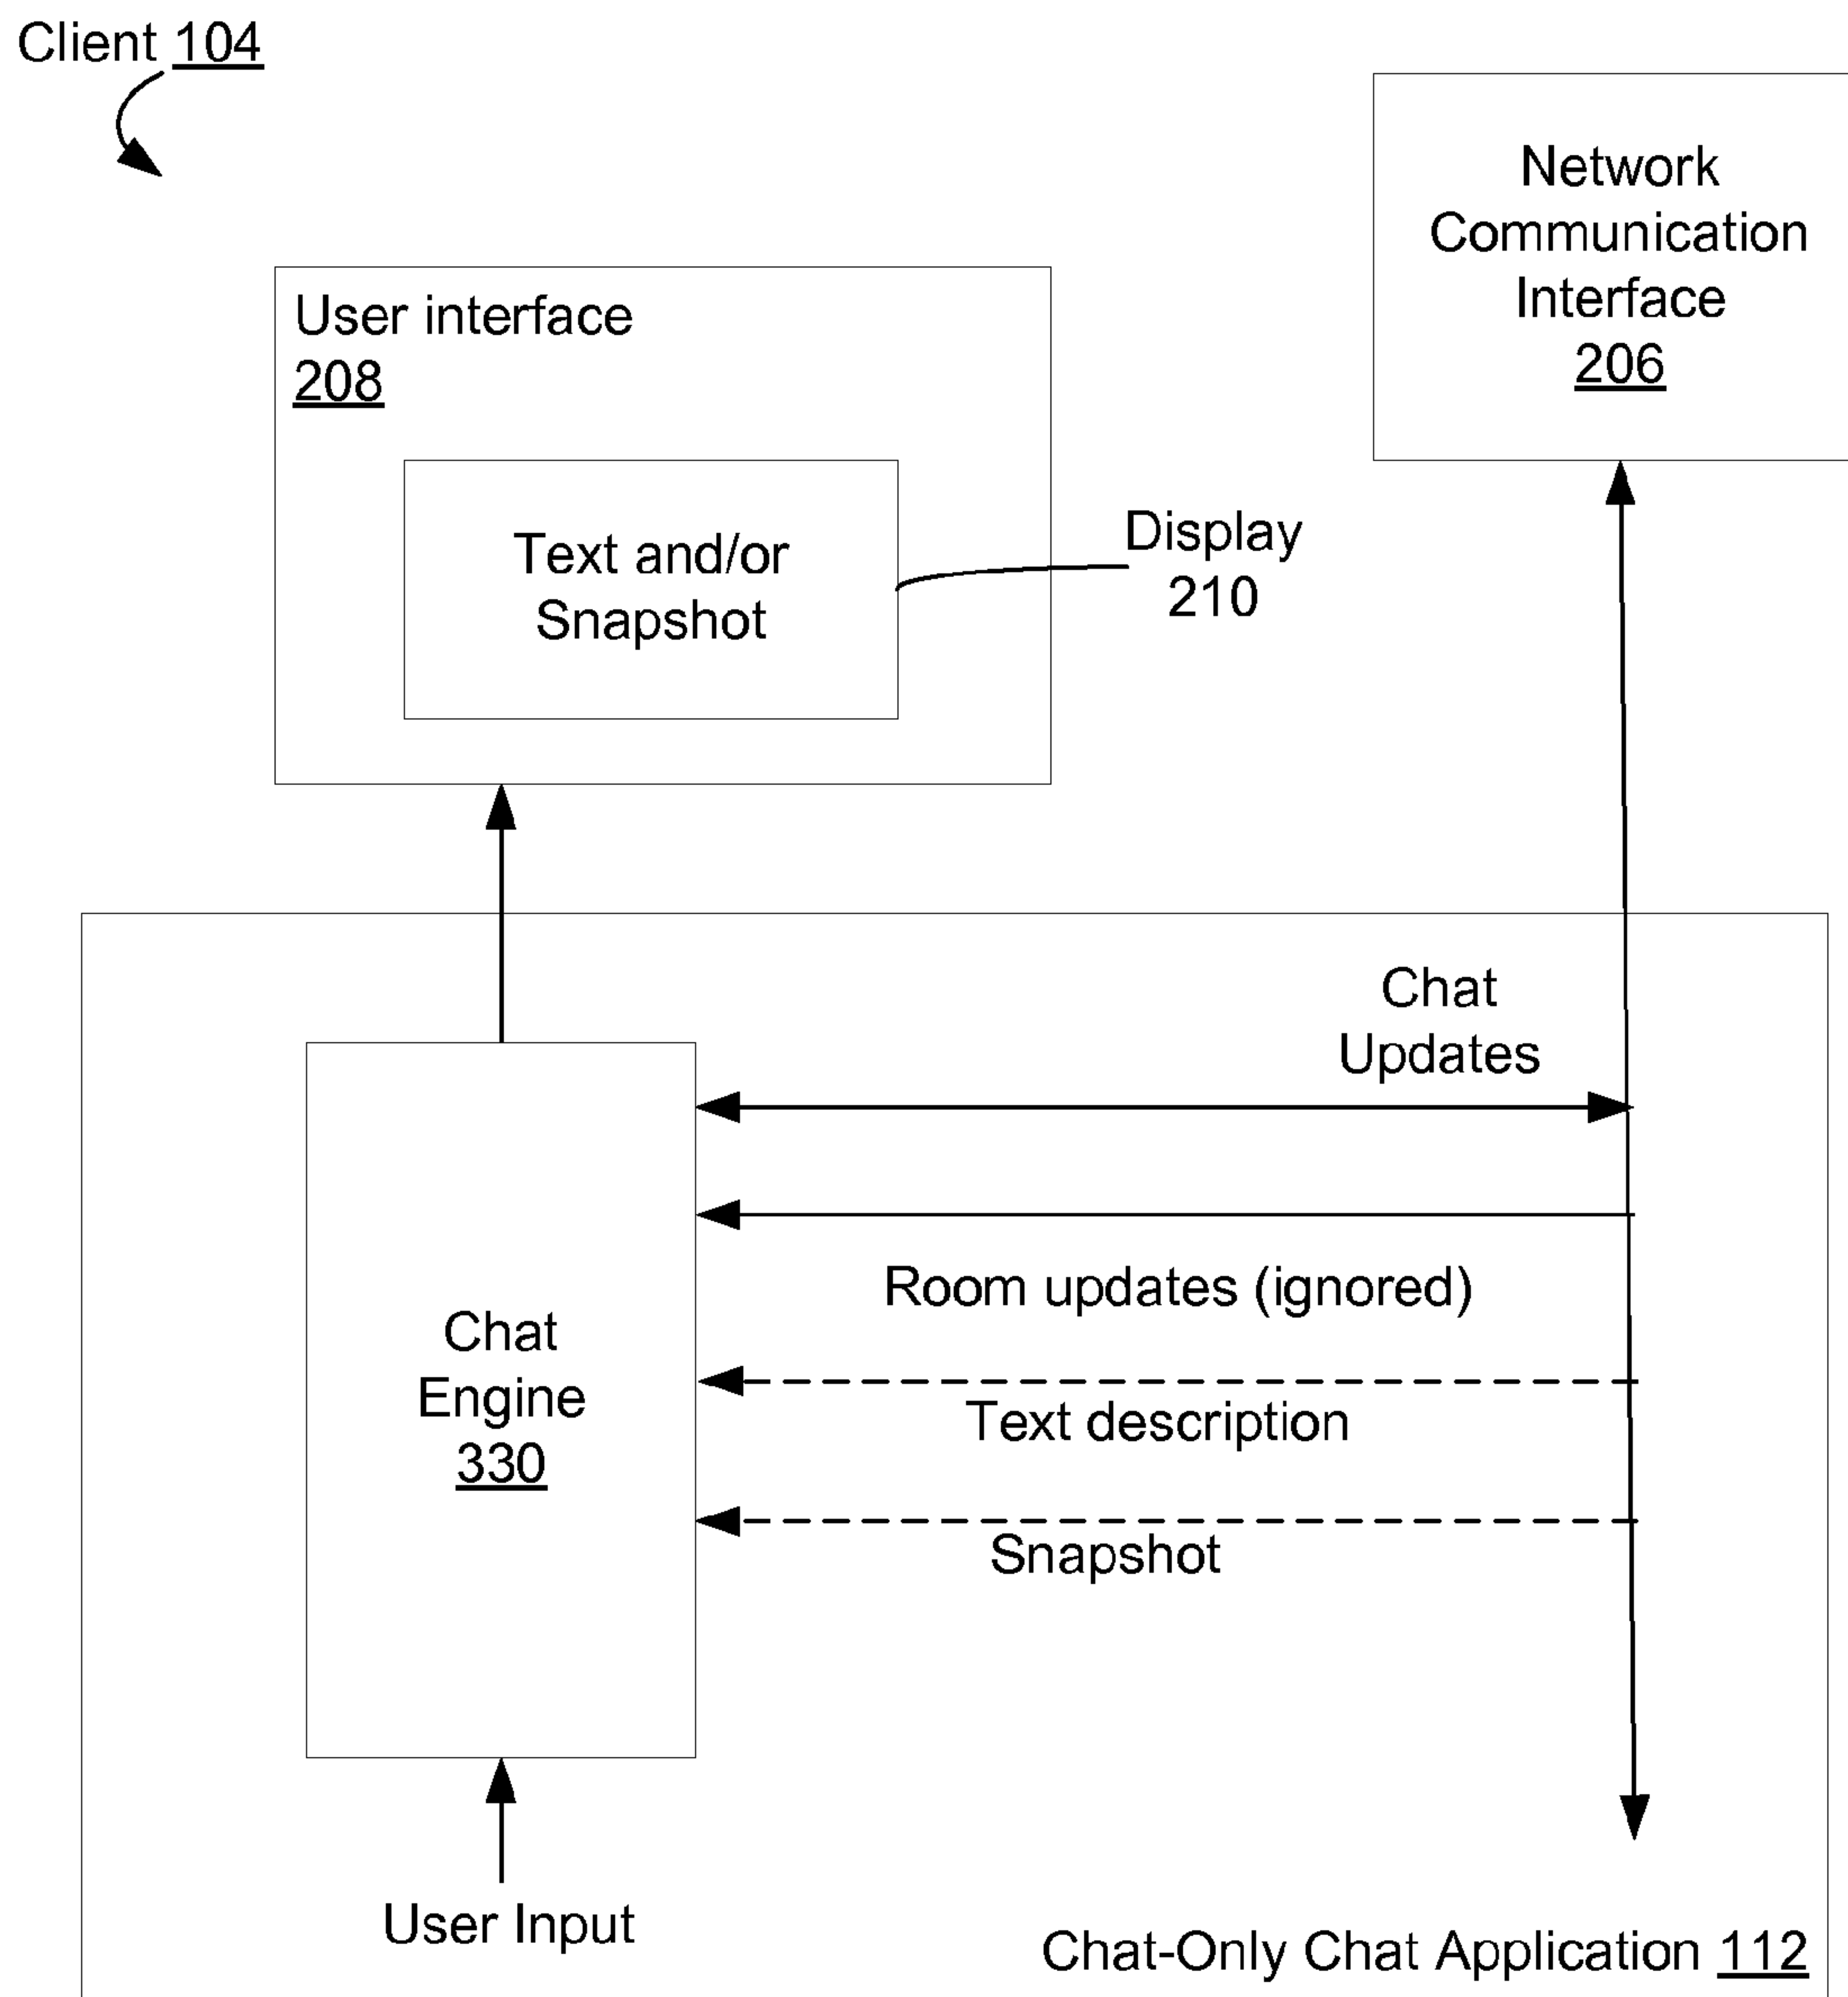 Client 104
Network
Communication
Interface
206
User interface
208
Text and/or
Snapshot
Display
210
Chat
Updates
Room updates (ignored)
Text description
Snapshot
Chat
Engine
330
User Input
Chat-Only Chat Application 112